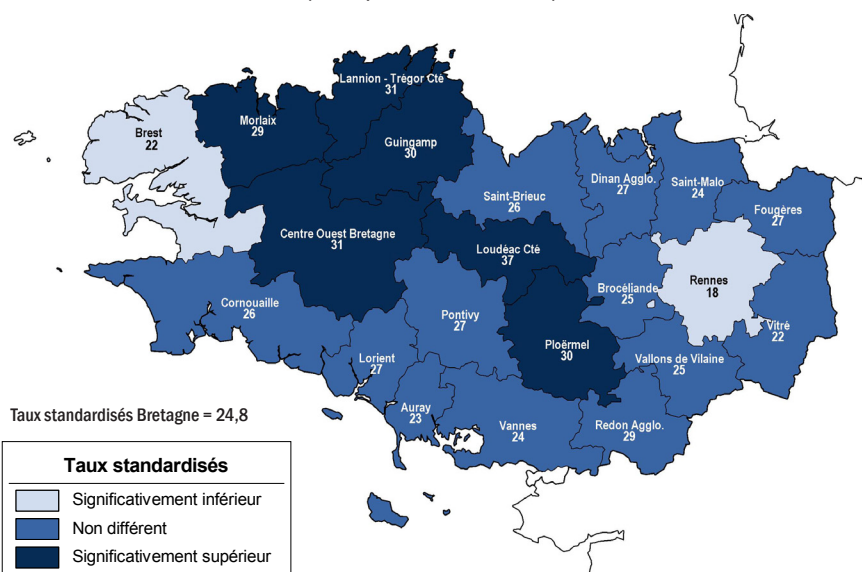 Lannion - Trégor Cté
31
Morlaix
29
Brest
22
Guingamp
30
Dinan Agglo.
27
Saint-Malo
24
Saint-Brieuc
26
Fougères
27
Centre Ouest Bretagne
31
Loudéac Cté
37
Rennes
18
Brocéliande
25
Cornouaille
26
Pontivy
27
Vitré
22
Ploërmel
30
Lorient
27
Vallons de Vilaine
25
Auray
23
Vannes
24
Redon Agglo.
29
Taux standardisés Bretagne = 24,8
Taux standardisés
Significativement inférieur
Non différent
Significativement supérieur